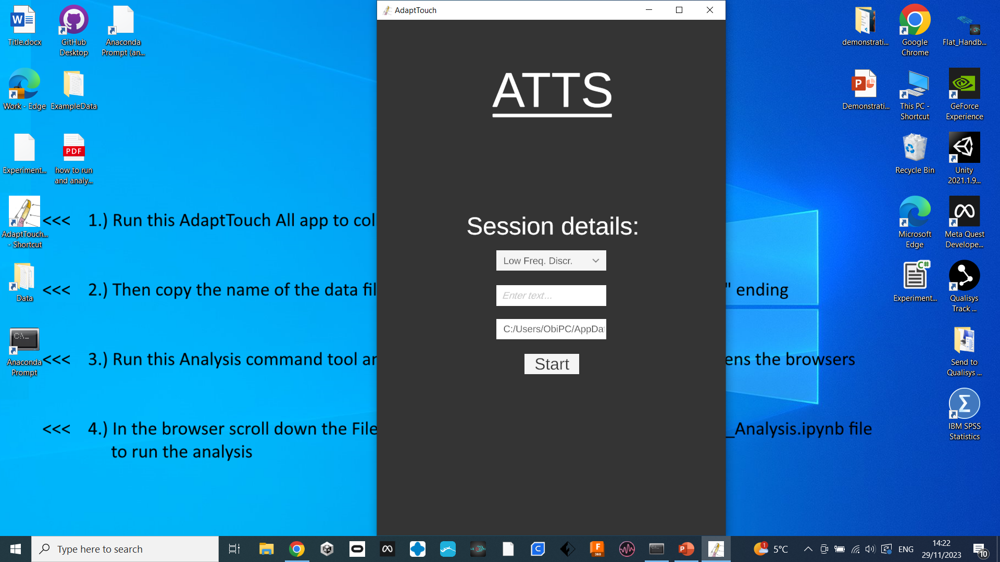 AdaptTouch
ATTS
Session details:
Low Freq. Discr.
Enter text...
C:/Users/ObiPC/AppDa
Start
Title.docx
GitHub
Desktop
Anaconda
Prompt (an...
Work - Edge
ExampleData
Experiment...
PDF
how to run
and analy...
AdaptTouch...
- Shortcut
Data
Anaconda
Prompt
<<< 1.) Run this AdaptTouch All app to col
<<< 2.) Then copy the name of the data fil
" ending
<<< 3.) Run this Analysis command tool ar
ens the browsers
<<< 4.) In the browser scroll down the File
_Analysis.ipynb file
to run the analysis
demonstrati...
Google
Chrome
Flat_Handb...
Demonstrati...
This PC -
Shortcut
GeForce
Experience
Recycle Bin
Unity
2021.1.9...
Microsoft
Edge
Meta Quest
Develope...
Experiment...
Qualisys
Track ...
Send to
Qualisys ...
IBM SPSS
Statistics
Type here to search
1
5°C
ENG
14:22
29/11/2023
10